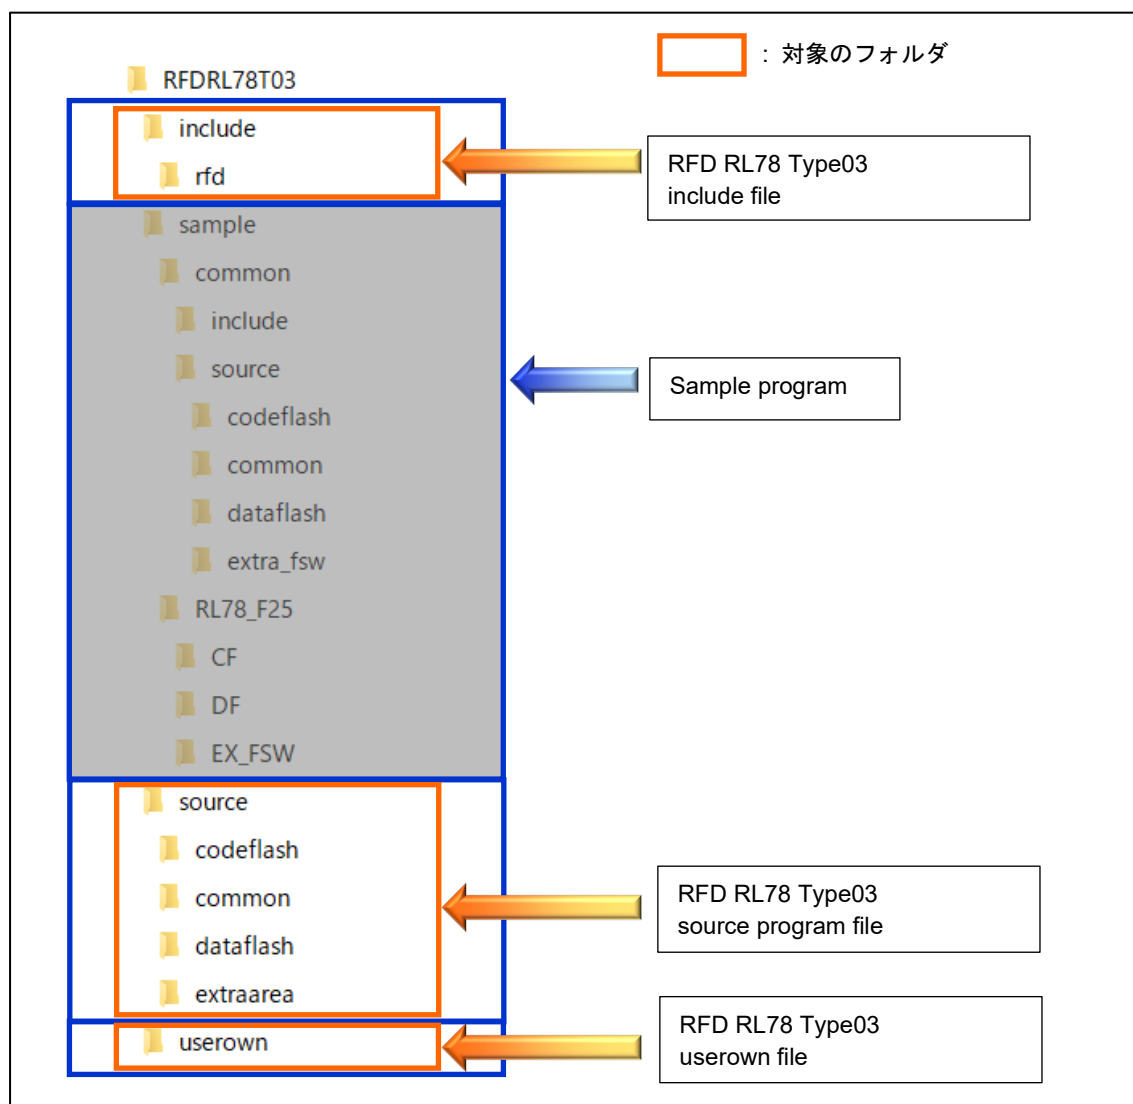 : 対象のフォルダ
RFDRL78T03
include
rfd
RFD RL78 Type03
include file
sample
common
include
source
codeflash
common
dataflash
extra_fsw
RL78_F25
CF
DF
EX_FSW
Sample program
source
codeflash
common
dataflash
extraarea
RFD RL78 Type03
source program file
userown
RFD RL78 Type03
userown file